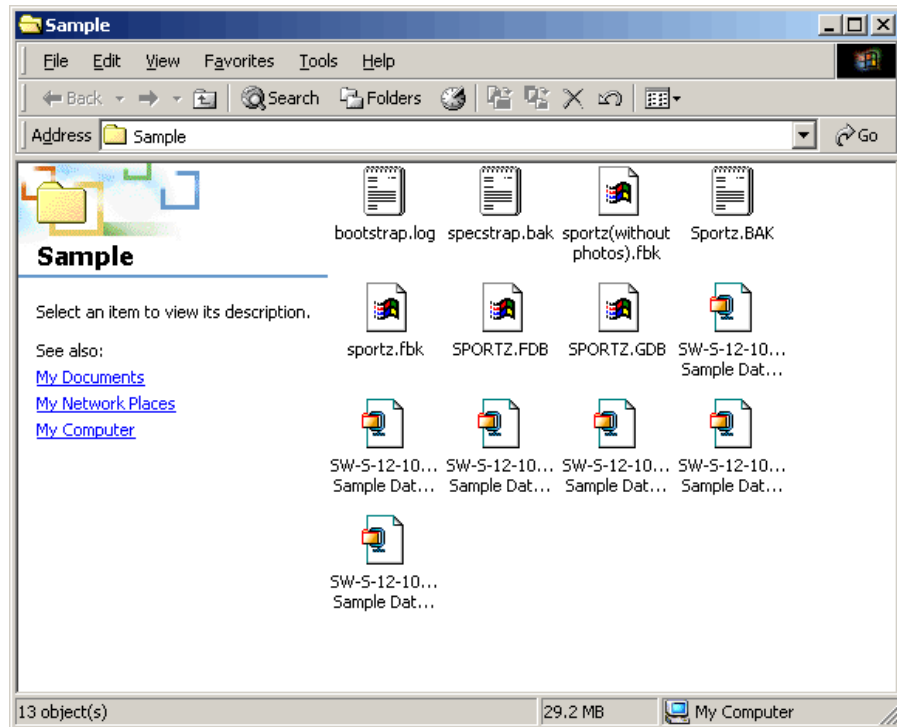 Sample
File Edit View Favorites Tools Help
Back Search Folders
Address Sample Go
Sample
Select an item to view its description.
See also:
My Documents
My Network Places
My Computer
bootstrap.log specstrap.bak sportz(without Sportz.BAK
photos).fbk
sportz.fbk SPORTZ.FDB SPORTZ.GDB SW-S-12-10...
Sample Dat...
SW-S-12-10... SW-S-12-10... SW-S-12-10... SW-S-12-10...
Sample Dat... Sample Dat... Sample Dat... Sample Dat...
SW-S-12-10...
Sample Dat...
13 object(s) 29.2 MB My Computer